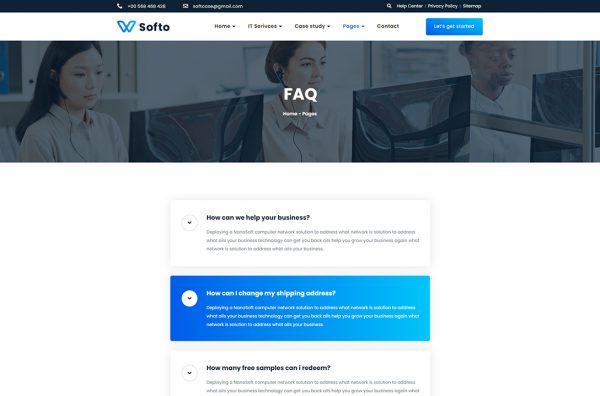 +00 568 468 428 softcase@gmail.com Help Center | Privacy Policy | Sitemap
Softo Home IT Serivces Case study Pages Contact Let's get started
FAQ
Home - Pages
How can we help your business?
Deploying a NanaSoft computer network solution to address what network is solution to address
what ails your business technology can get you back ails help you grow your business again what
network is solution to address what ails your business.
How can I change my shipping address?
Deploying a NanaSoft computer network solution to address what network is solution to address
what ails your business technology can get you back ails help you grow your business again what
network is solution to address what ails your business.
How many free samples can i redeem?
Deploying a NanaSoft computer network solution to address what network is solution to address
what ails your business technology can get you back ails help you grow your business again what